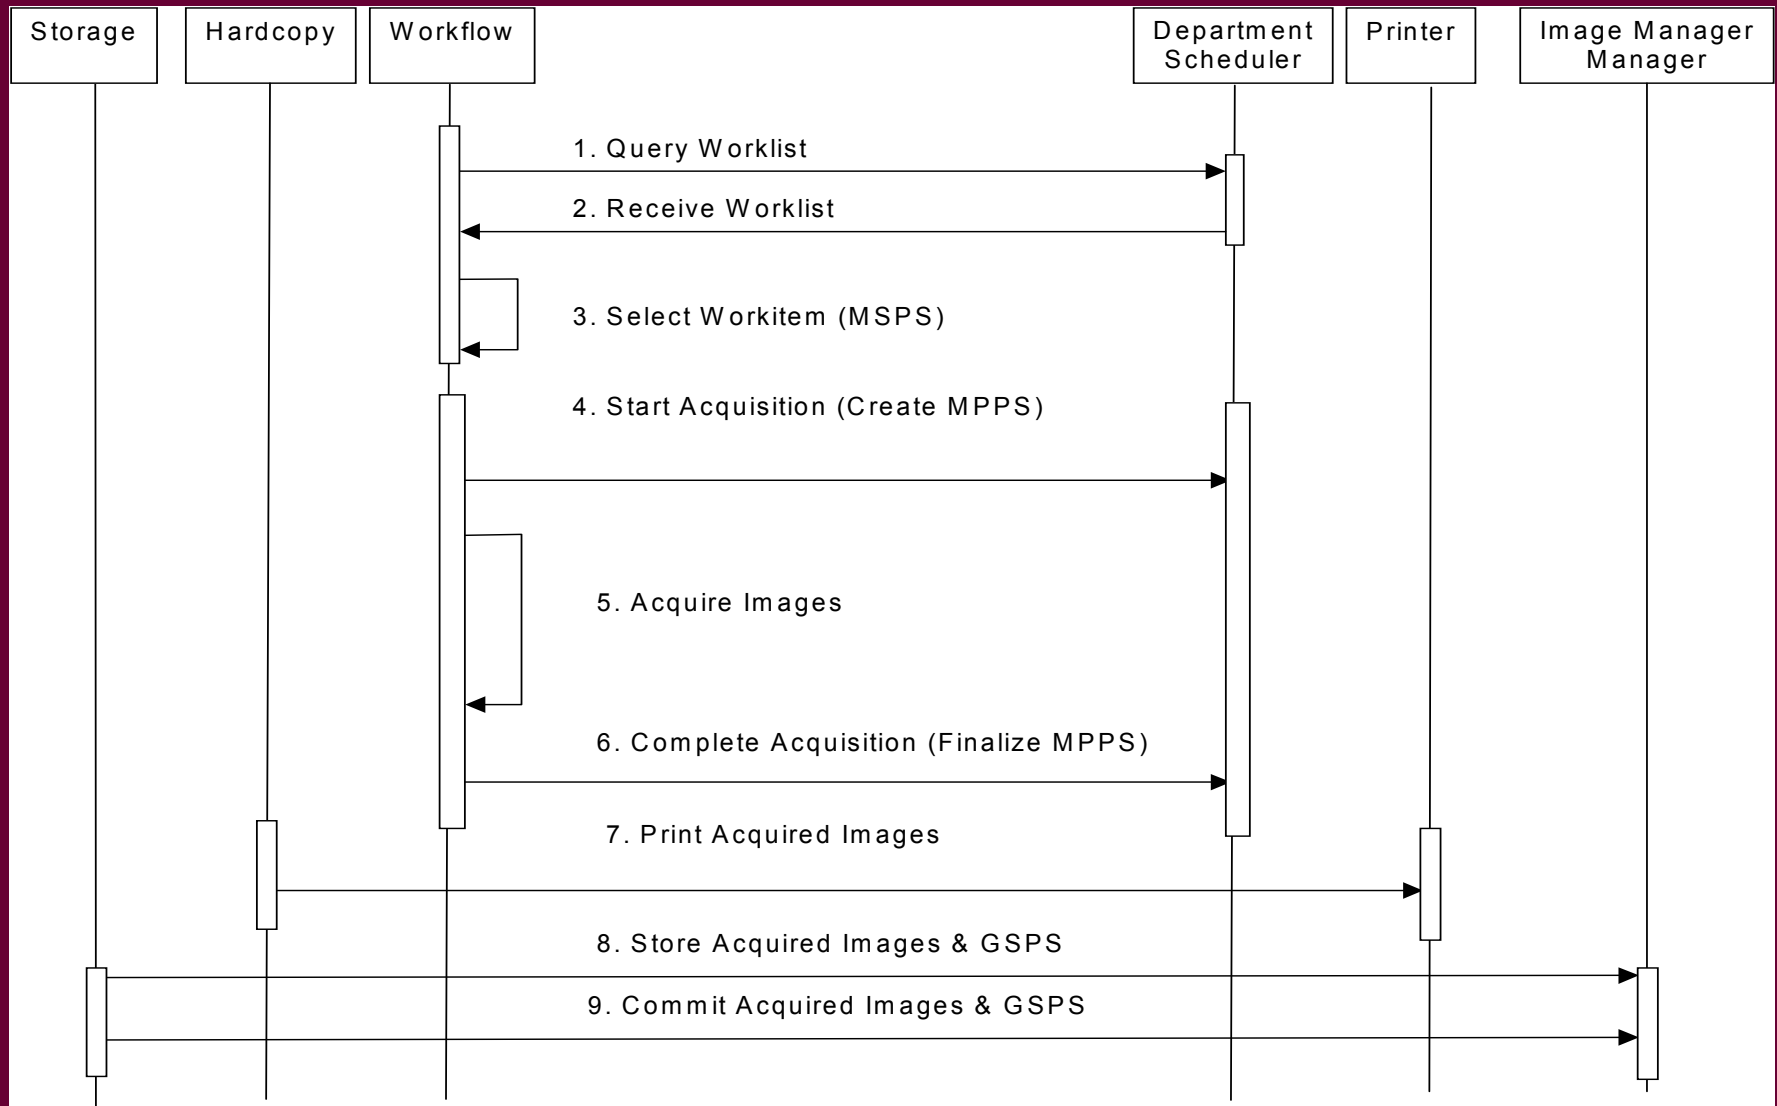 Storage
Hardcopy
Workflow
Department
Scheduler
Printer
Image Manager
Manager
1. Query Worklist
2. Receive Worklist
3. Select Workitem (MSPS)
4. Start Acquisition (Create MPPS)
5. Acquire Images
6. Complete Acquisition (Finalize MPPS)
7. Print Acquired Images
8. Store Acquired Images & GSPS
9. Commit Acquired Images & GSPS